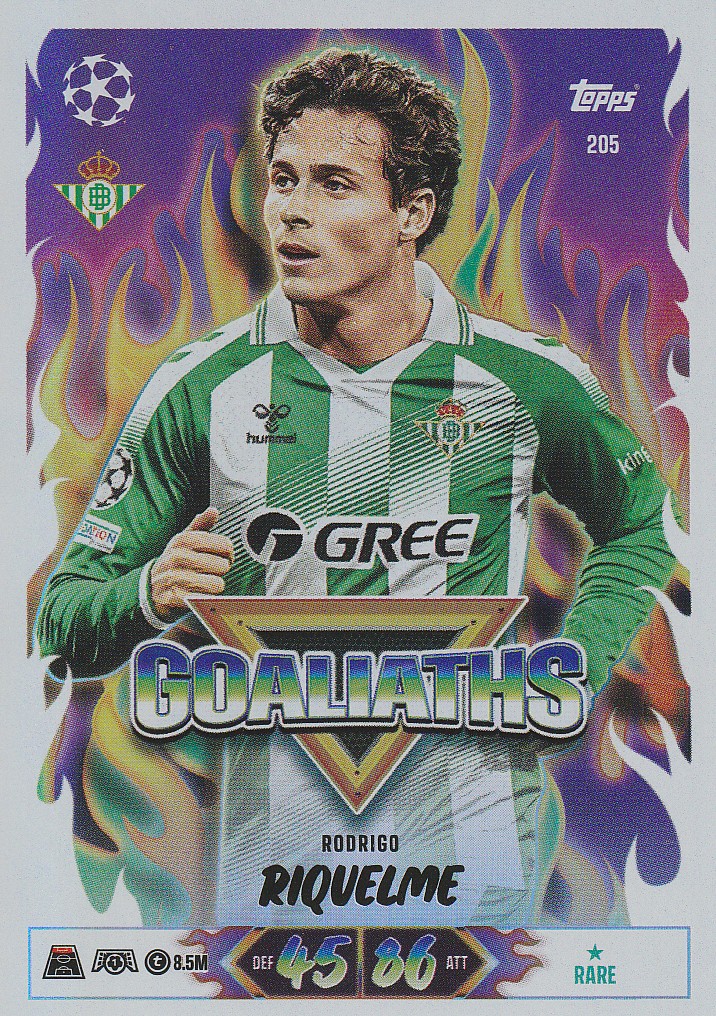 TOPPS
205
hummel
GREE
GOALIATHS
RODRIGO
RIQUELME
8.5M
DEF 45 86 ATT
RARE